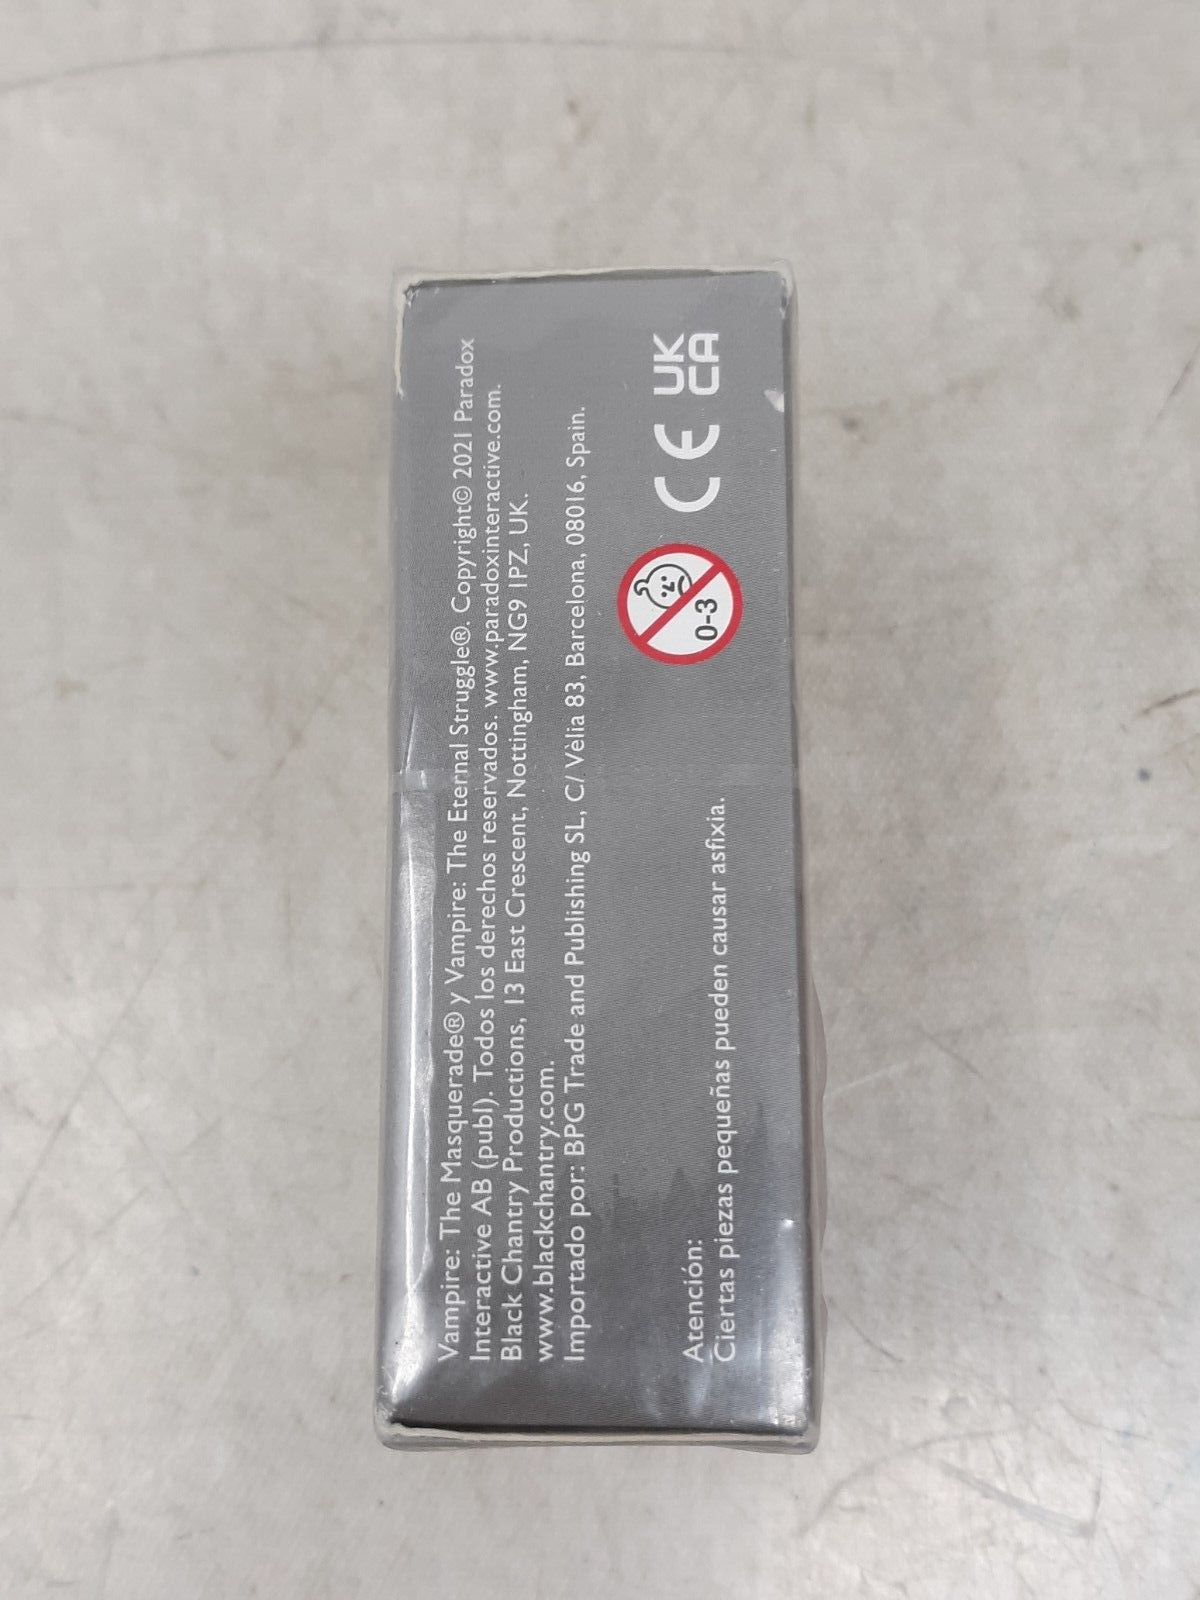 Vampire: The Masquerade® y Vampire: The Eternal Struggle®. Copyright© 2021 Paradox
Interactive AB (publ). Todos los derechos reservados. www.paradoxinteractive.com.
Black Chantry Productions, 13 East Crescent, Nottingham, NG9 1PZ, UK.
www.blackchantry.com.
Importado por: BPG Trade and Publishing SL, C/ Vèlia 83, Barcelona, 08016, Spain.
Atención:
Ciertas piezas pequeñas pueden causar asfixia.
0-3
CE
UK
CA